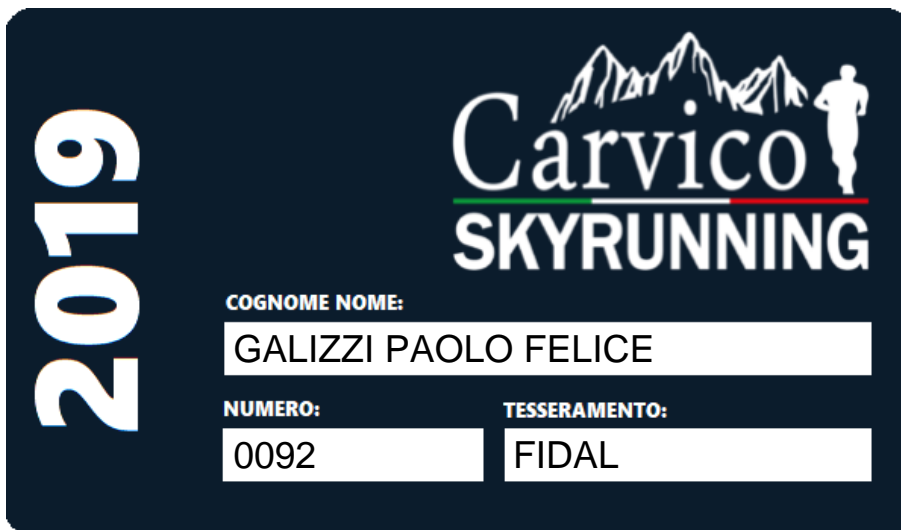 2019
Carvico
SKYRUNNING
COGNOME NOME:
GALIZZI PAOLO FELICE
NUMERO:
TESSERAMENTO:
0092
FIDAL